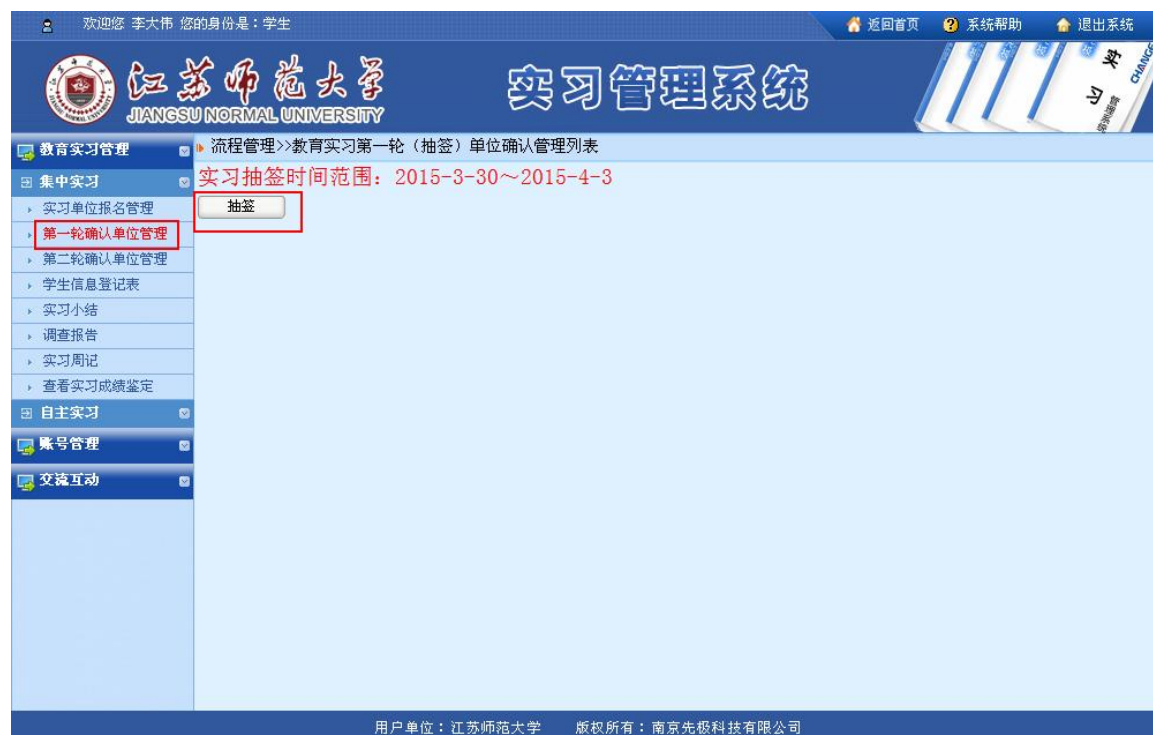 欢迎您 李大伟 您的身份是：学生
返回首页 系统帮助 退出系统
江苏师范大学
JIANGSU NORMAL UNIVERSITY
实习管理系统
实习
CHANGE
教育实习管理
流程管理>>教育实习第一轮（抽签）单位确认管理列表
集中实习
实习抽签时间范围：2015-3-30～2015-4-3
实习单位报名管理
抽签
第一轮确认单位管理
第二轮确认单位管理
学生信息登记表
实习小结
调查报告
实习周记
查看实习成绩鉴定
自主实习
账号管理
交流互动
用户单位：江苏师范大学 版权所有：南京先极科技有限公司